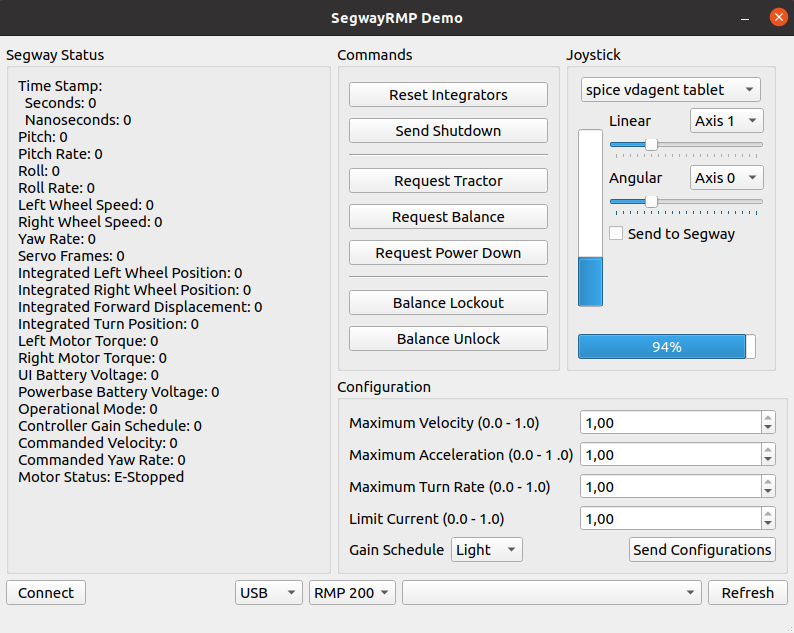 SegwayRMP Demo
Segway Status
Time Stamp:
Seconds: 0
Nanoseconds: 0
Pitch: 0
Pitch Rate: 0
Roll: 0
Roll Rate: 0
Left Wheel Speed: 0
Right Wheel Speed: 0
Yaw Rate: 0
Servo Frames: 0
Integrated Left Wheel Position: 0
Integrated Right Wheel Position: 0
Integrated Forward Displacement: 0
Integrated Turn Position: 0
Left Motor Torque: 0
Right Motor Torque: 0
UI Battery Voltage: 0
Powerbase Battery Voltage: 0
Operational Mode: 0
Controller Gain Schedule: 0
Commanded Velocity: 0
Commanded Yaw Rate: 0
Motor Status: E-Stopped
Commands
Reset Integrators
Send Shutdown
Request Tractor
Request Balance
Request Power Down
Balance Lockout
Balance Unlock
Joystick
spice vdagent tablet
Linear Axis 1
Angular Axis 0
Send to Segway
94%
Configuration
Maximum Velocity (0.0 - 1.0) 1,00
Maximum Acceleration (0.0 - 1 .0) 1,00
Maximum Turn Rate (0.0 - 1.0) 1,00
Limit Current (0.0 - 1.0) 1,00
Gain Schedule Light Send Configurations
Connect USB RMP 200 Refresh